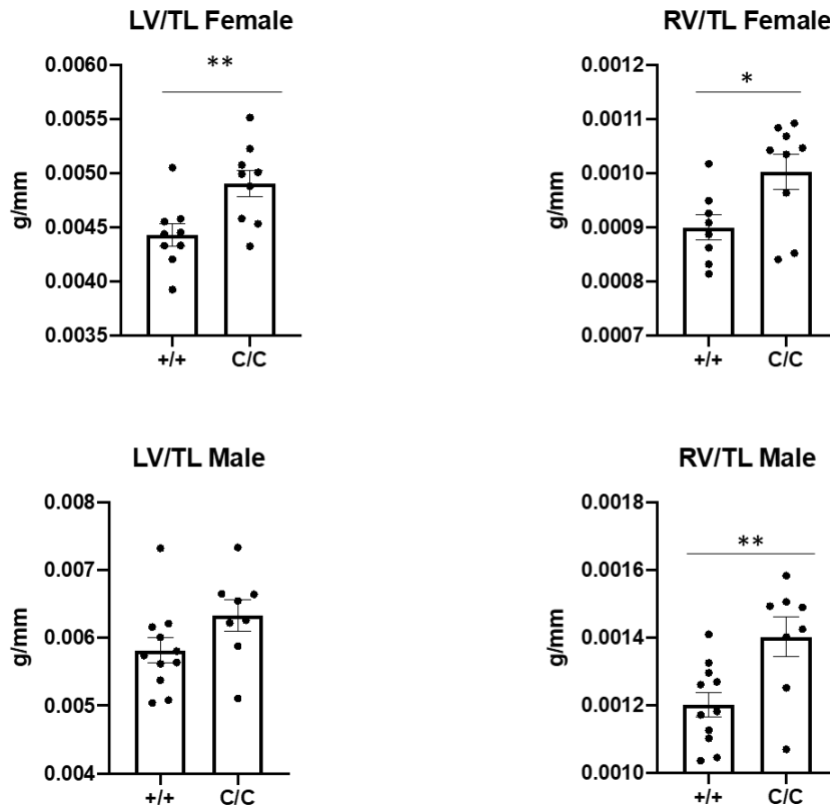 LV/TL Female
**
0.0060
0.0055
0.0050
0.0045
0.0040
0.0035
g/mm
+/+ C/C
RV/TL Female
*
0.0012
0.0011
0.0010
0.0009
0.0008
0.0007
g/mm
+/+ C/C
LV/TL Male
0.008
0.007
0.006
0.005
0.004
g/mm
+/+ C/C
RV/TL Male
**
0.0018
0.0016
0.0014
0.0012
0.0010
g/mm
+/+ C/C